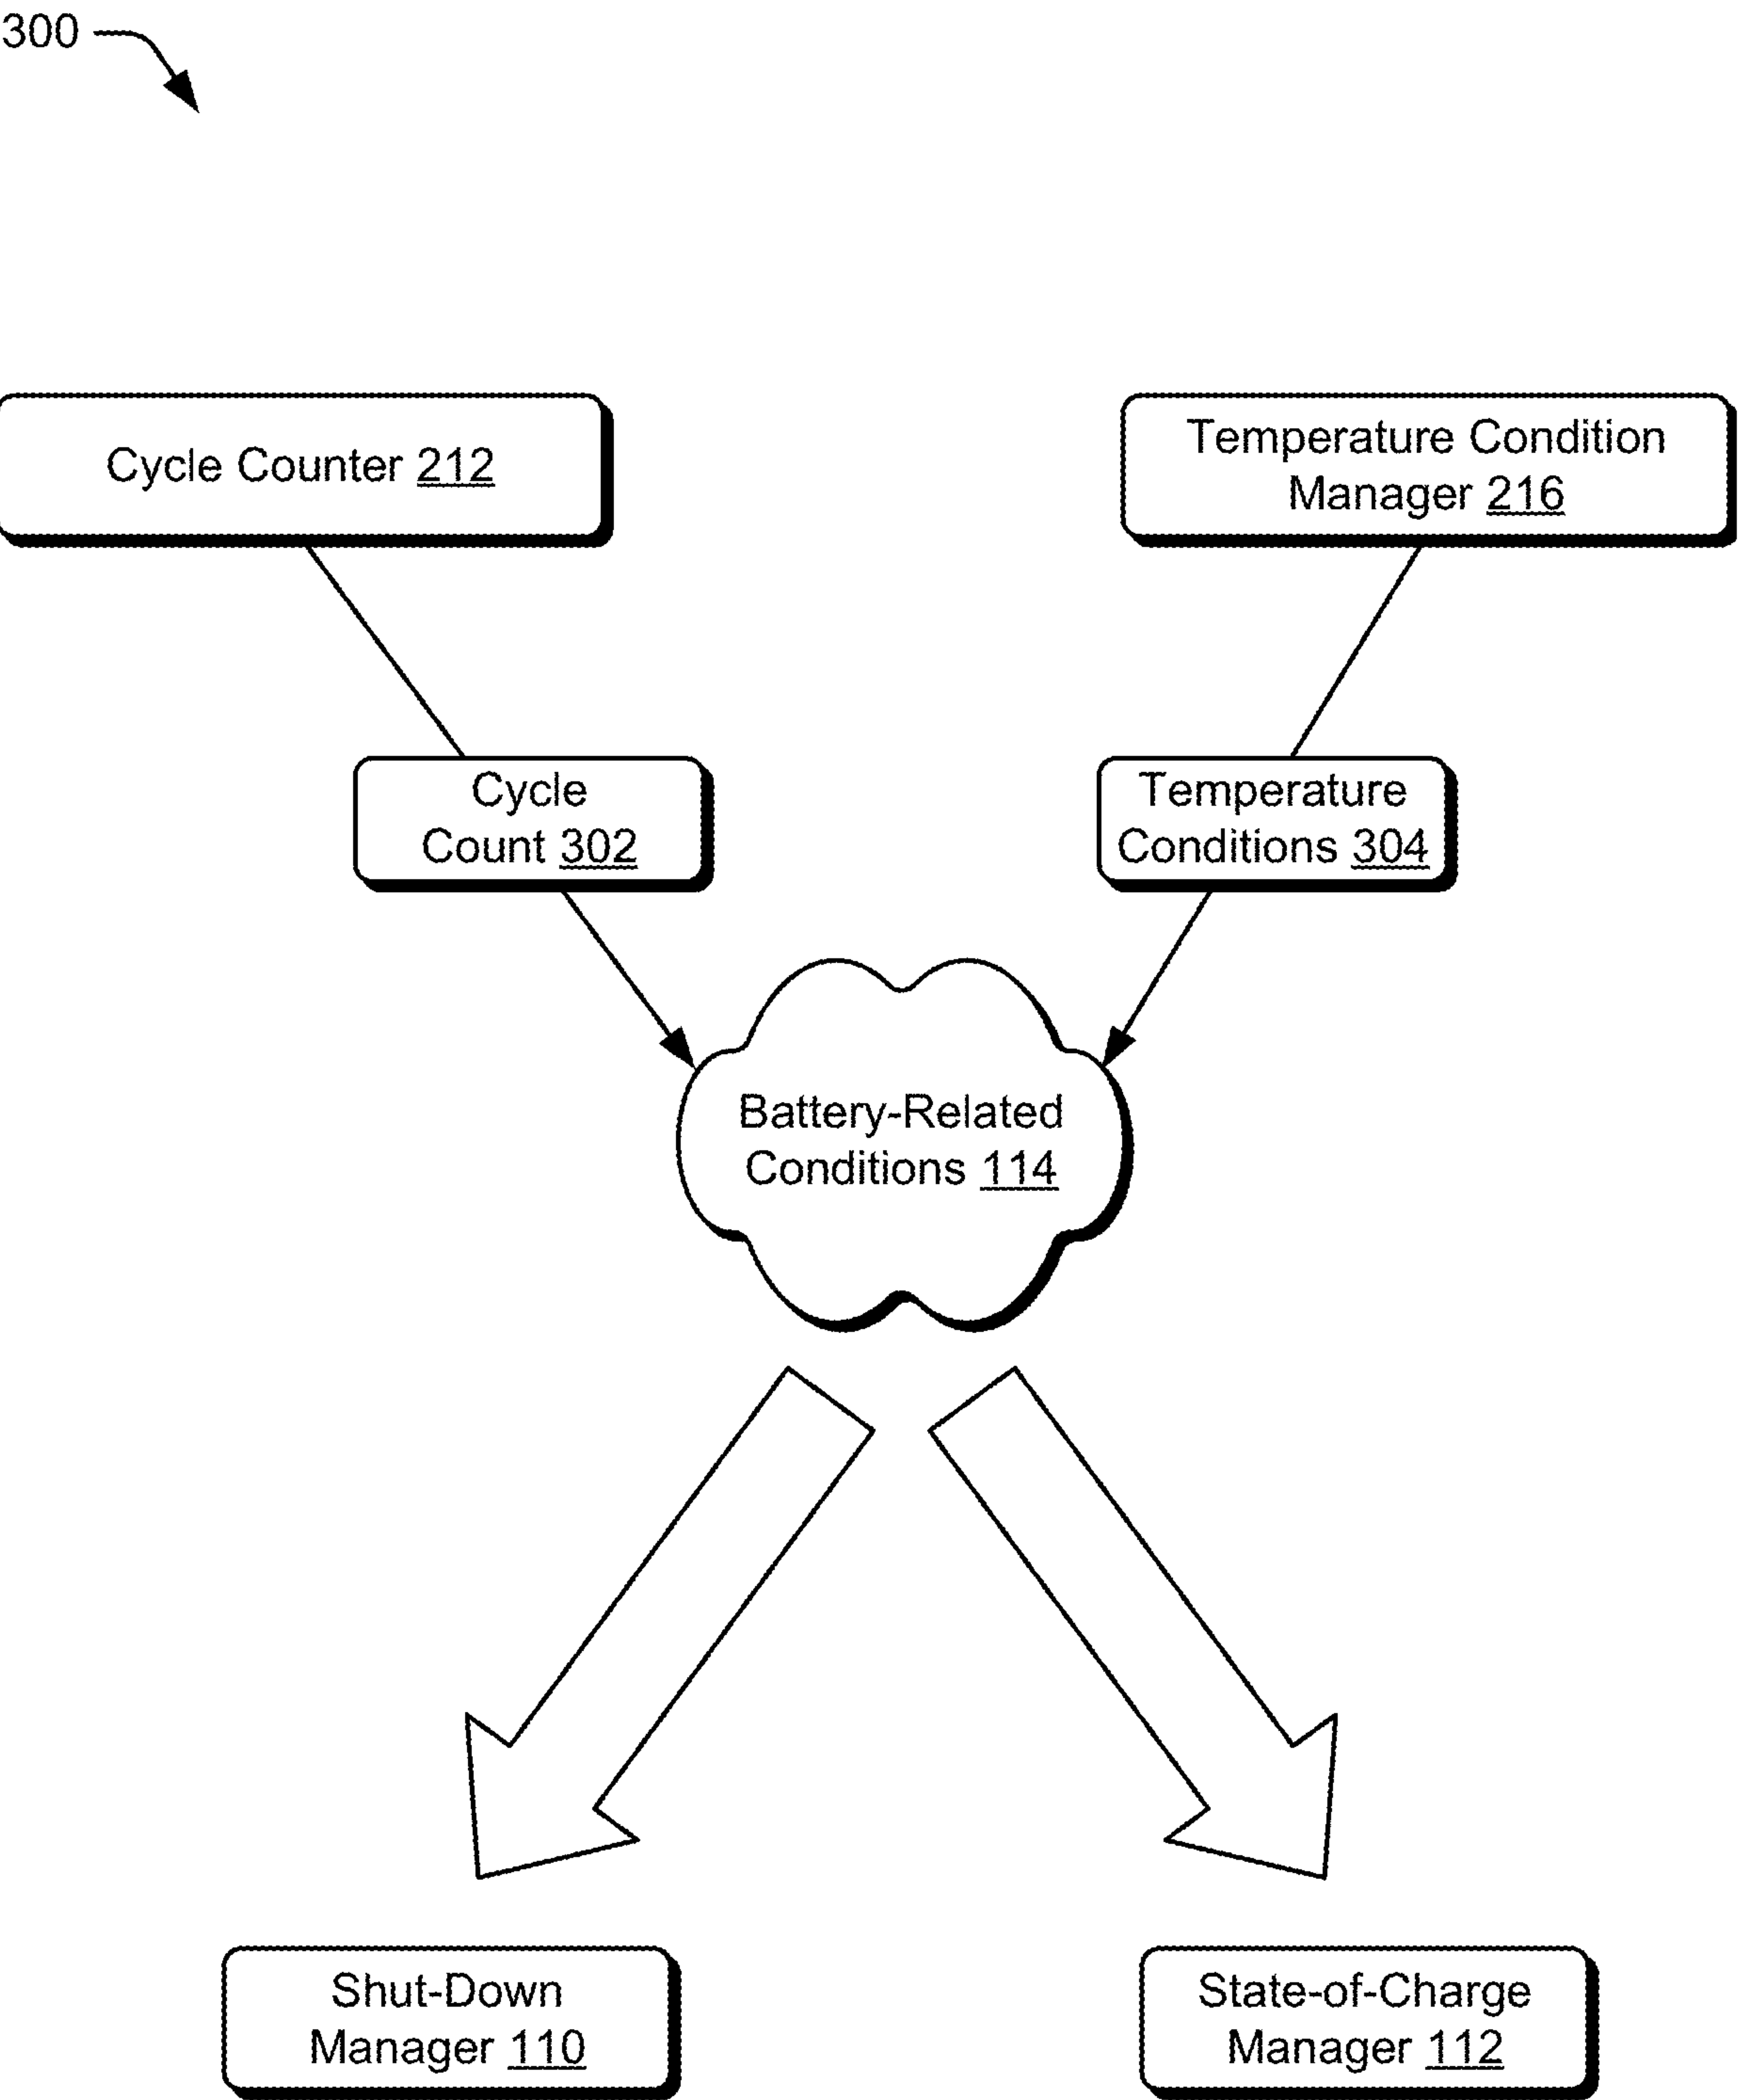 300
Cycle Counter 212
Temperature Condition
Manager 216
Cycle
Count 302
Temperature
Conditions 304
Battery-Related
Conditions 114
Shut-Down
Manager 110
State-of-Charge
Manager 112